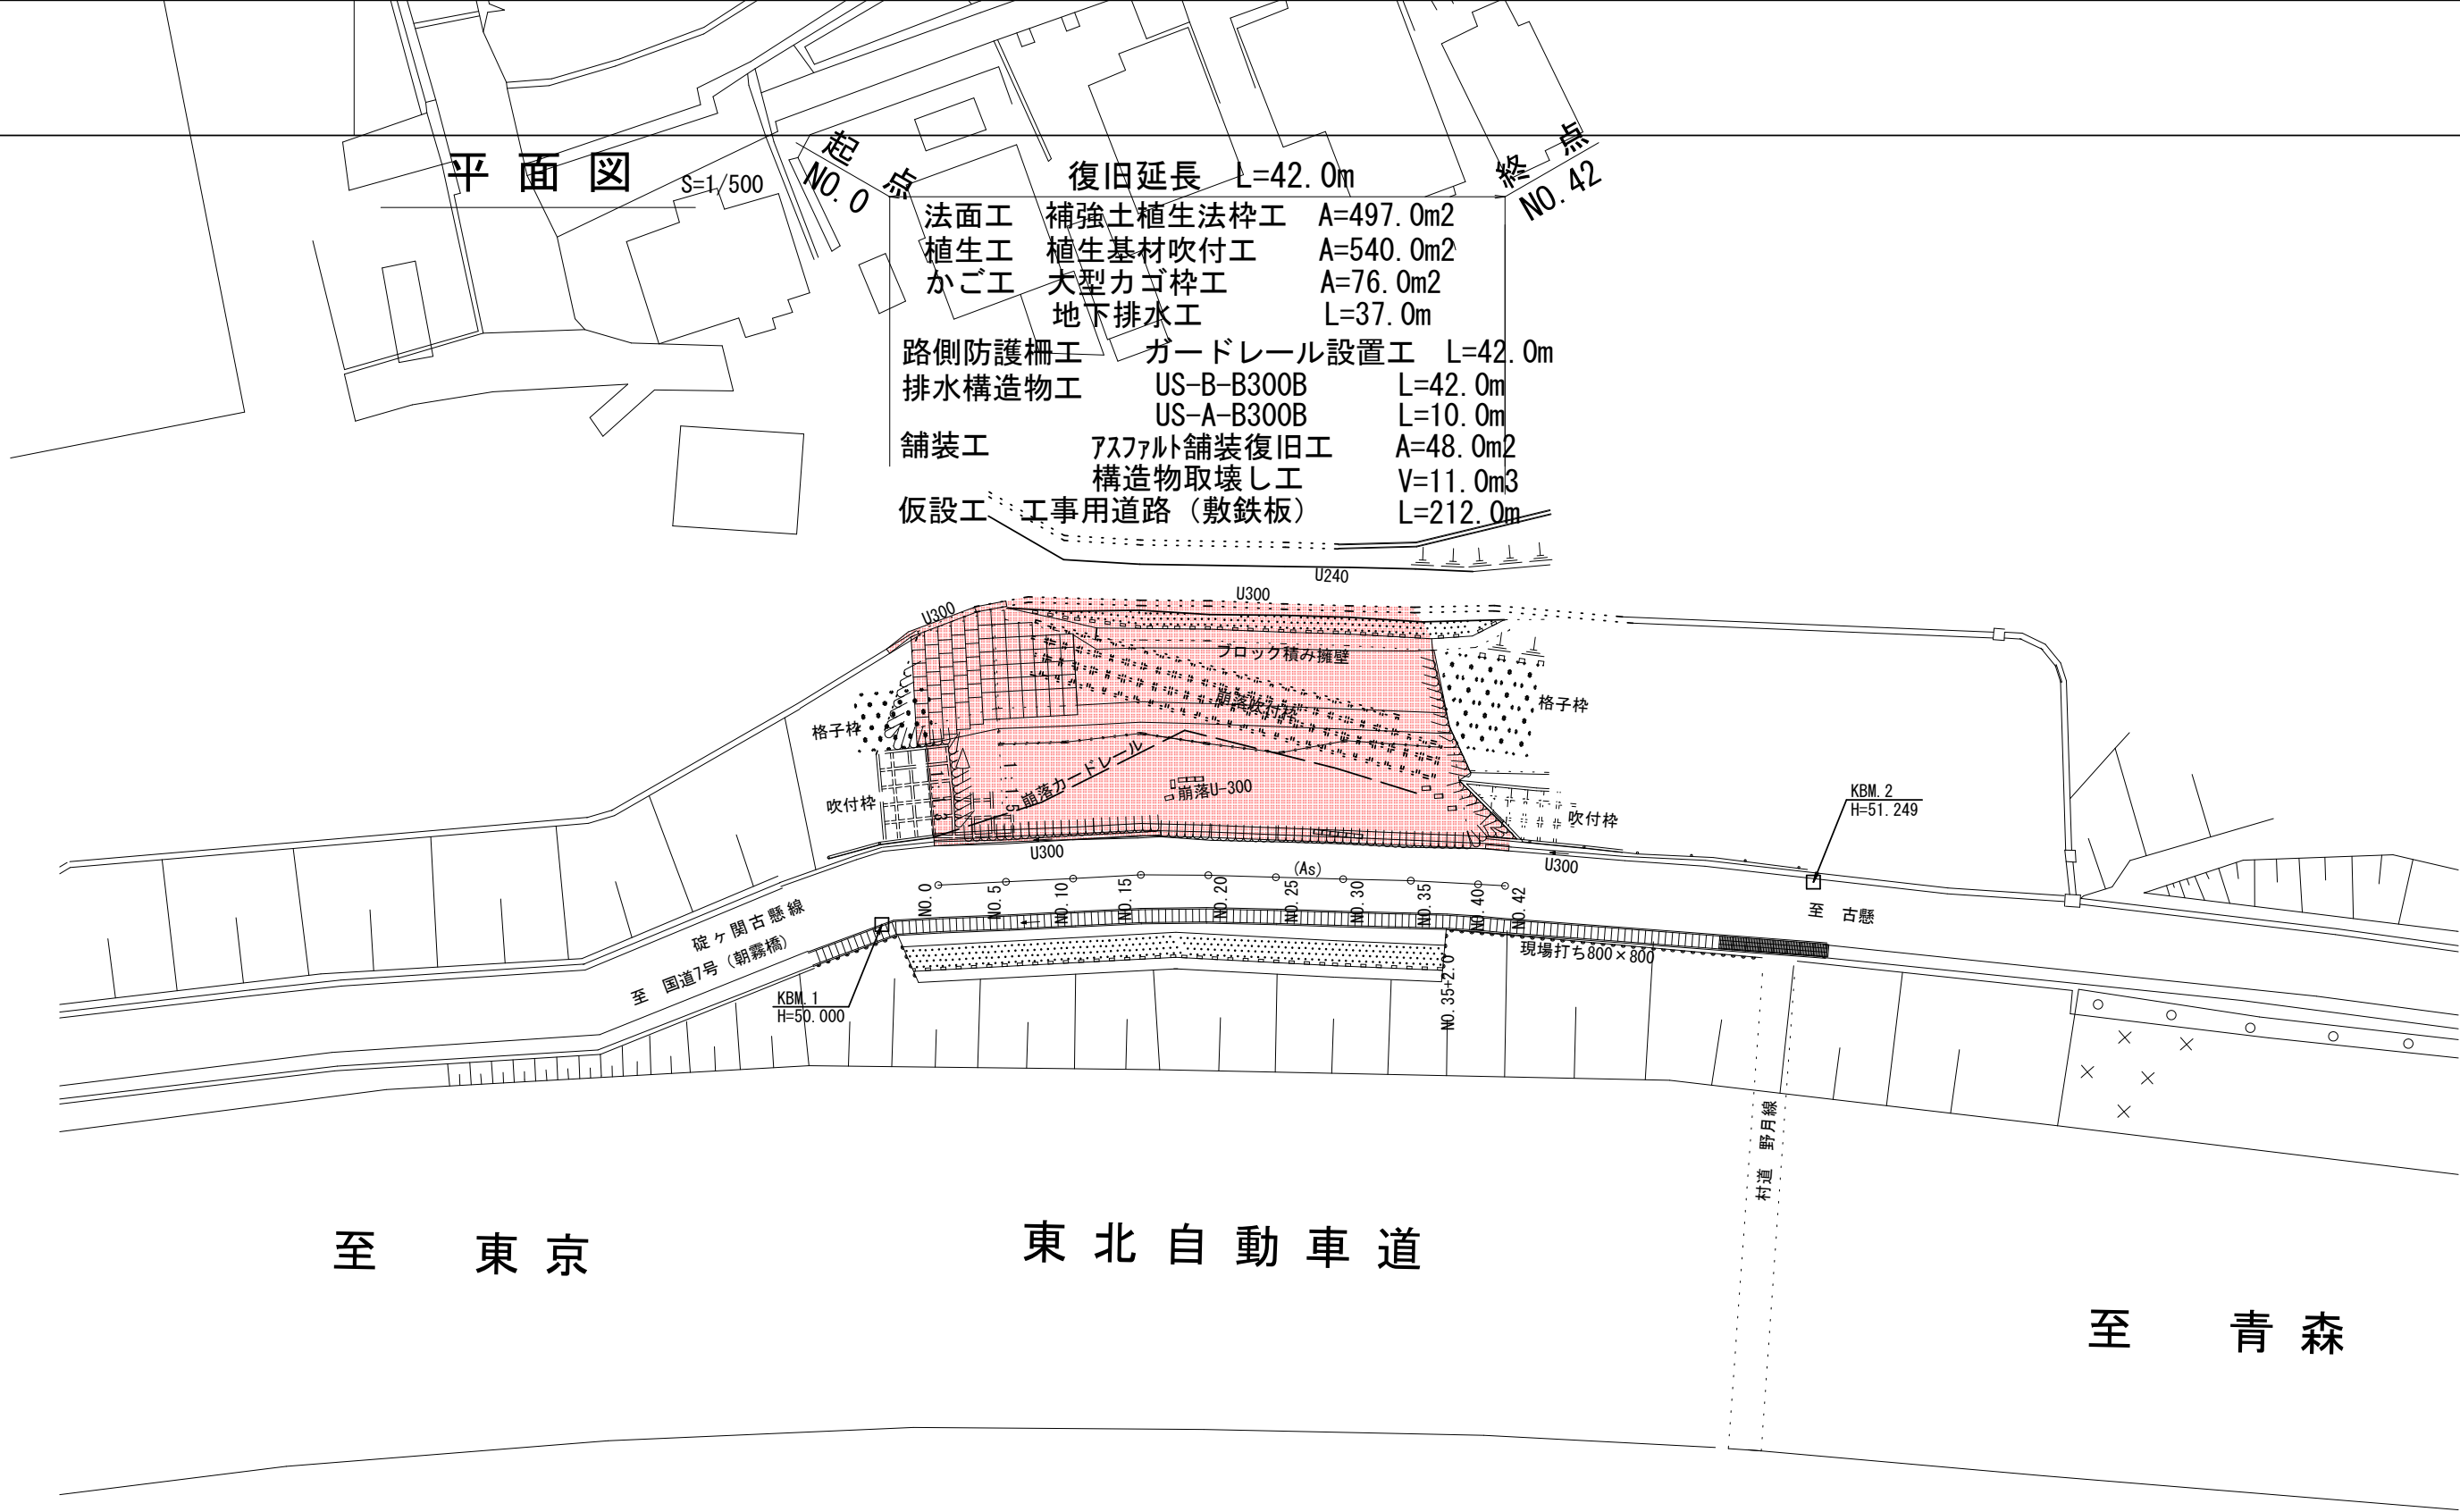 平面図 S=1/500
起点
NO.0
終点
NO.42
復旧延長 L=42.0m
法面工 補強土植生法枠工 A=497.0m2
植生工 植生基材吹付工 A=540.0m2
かご工 大型カゴ枠工 A=76.0m2
地下排水工 L=37.0m
路側防護柵工 ガードレール設置工 L=42.0m
排水構造物工 US-B-B300B L=42.0m
US-A-B300B L=10.0m
舗装工 ｱｽﾌｧﾙﾄ舗装復旧工 A=48.0m2
構造物取壊し工 V=11.0m3
仮設工 工事用道路（敷鉄板） L=212.0m
U240
U300
U300
ブロック積み擁壁
崩落吹付枠
格子枠
格子枠
崩落ガードレール
崩落U-300
1:1.5
吹付枠
吹付枠
KBM.2
H=51.249
U300
U300
(As)
NO.0
NO.5
NO.10
NO.15
NO.20
NO.25
NO.30
NO.35
NO.40
NO.42
碇ヶ関古懸線
至 国道7号（朝霧橋）
至 古懸
現場打ち800×800
NO.35+2.0
KBM.1
H=50.000
村道 野月線
至 東京
東北自動車道
至 青森